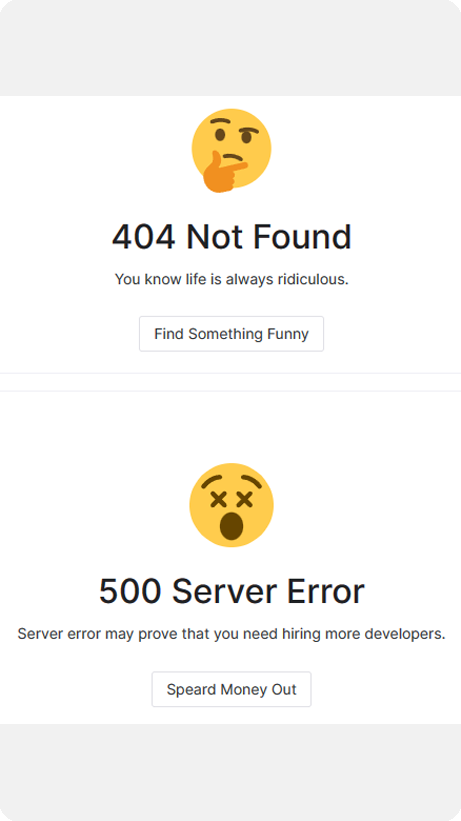 404 Not Found
You know life is always ridiculous.
Find Something Funny
500 Server Error
Server error may prove that you need hiring more developers.
Speard Money Out